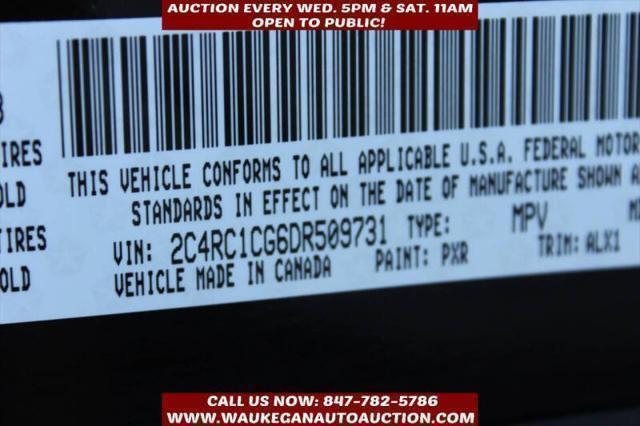 AUCTION EVERY WED. 5PM & SAT. 11AM
OPEN TO PUBLIC!
THIS VEHICLE CONFORMS TO ALL APPLICABLE U.S.A. FEDERAL MOTOR
STANDARDS IN EFFECT ON THE DATE OF MANUFACTURE SHOWN A
VIN: 2C4RC1CG6DR509731 TYPE: MPV
VEHICLE MADE IN CANADA PAINT: PXR TRIM: ALX1
IRES
OLD
TIRES
OLD
CALL US NOW: 847-782-5786
WWW.WAUKEGANAUTOAUCTION.COM